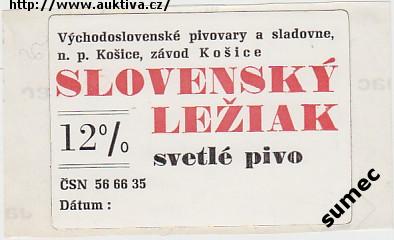 http://www.auktiva.cz/
Východoslovenské pivovary a sladovne,
n. p. Košice, závod Košice
SLOVENSKÝ
LEŽIAK
12%
svetlé pivo
ČSN 56 66 35
Dátum :
sumec